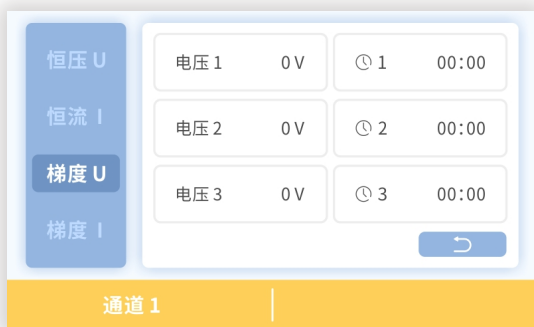 恒压 U
恒流 I
梯度 U
梯度 I
电压 1 0 V 1 00:00
电压 2 0 V 2 00:00
电压 3 0 V 3 00:00
通道 1